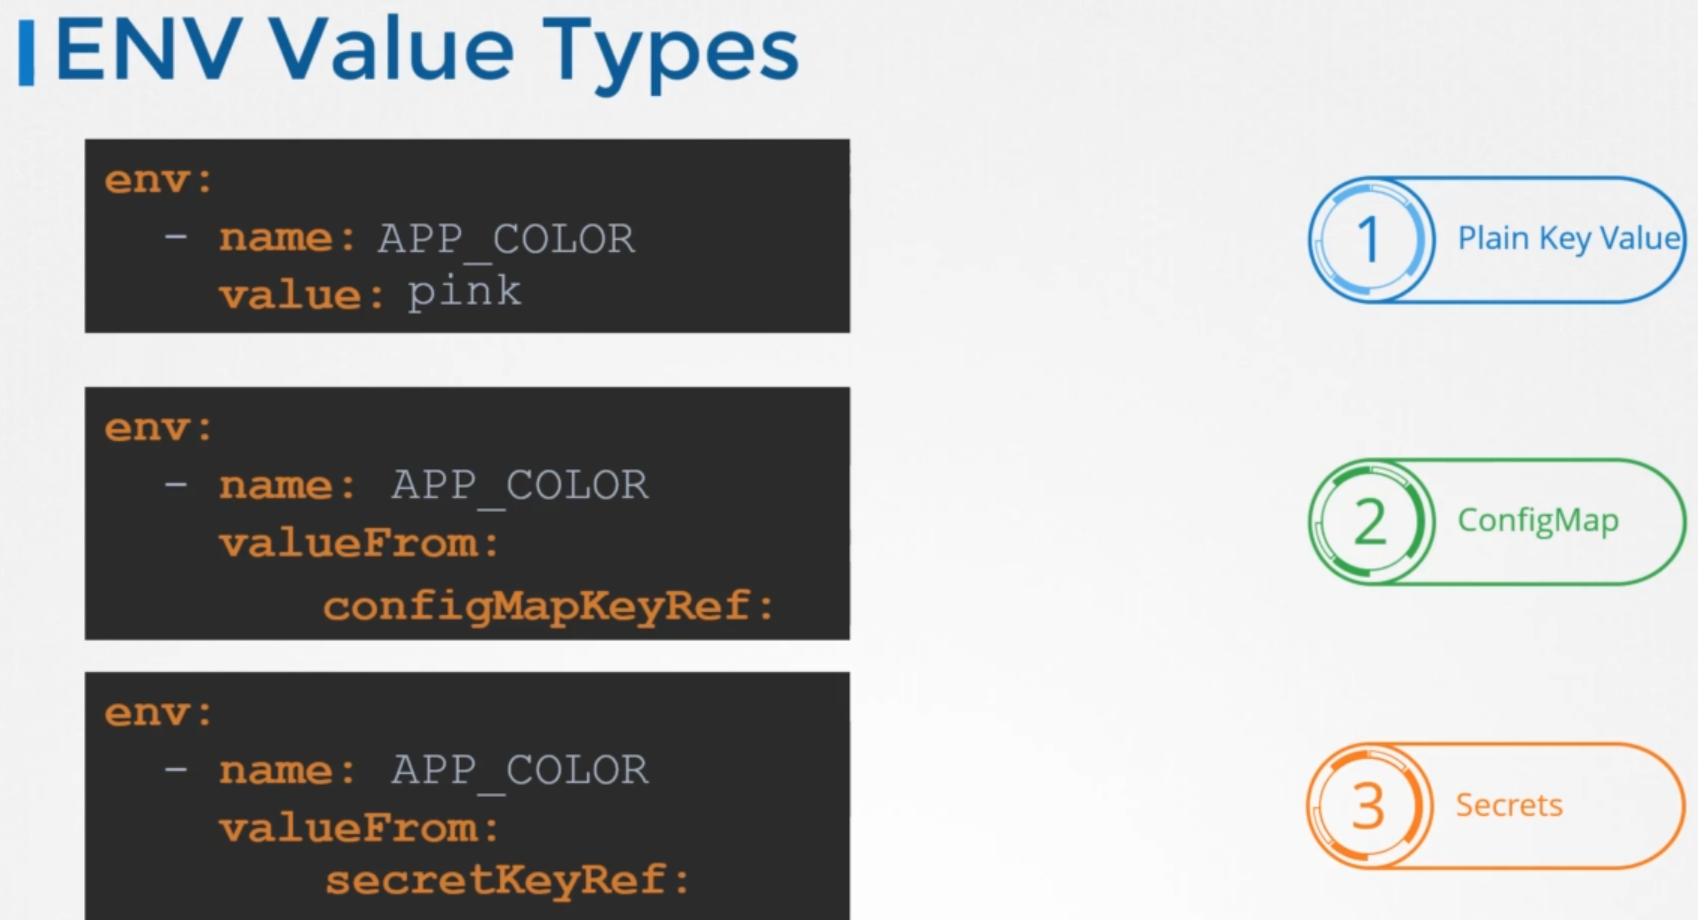 ENV Value Types
env:
- name: APP_COLOR
value: pink
1 Plain Key Value
env:
- name: APP_COLOR
valueFrom:
configMapKeyRef:
2 ConfigMap
env:
- name: APP_COLOR
valueFrom:
secretKeyRef:
3 Secrets